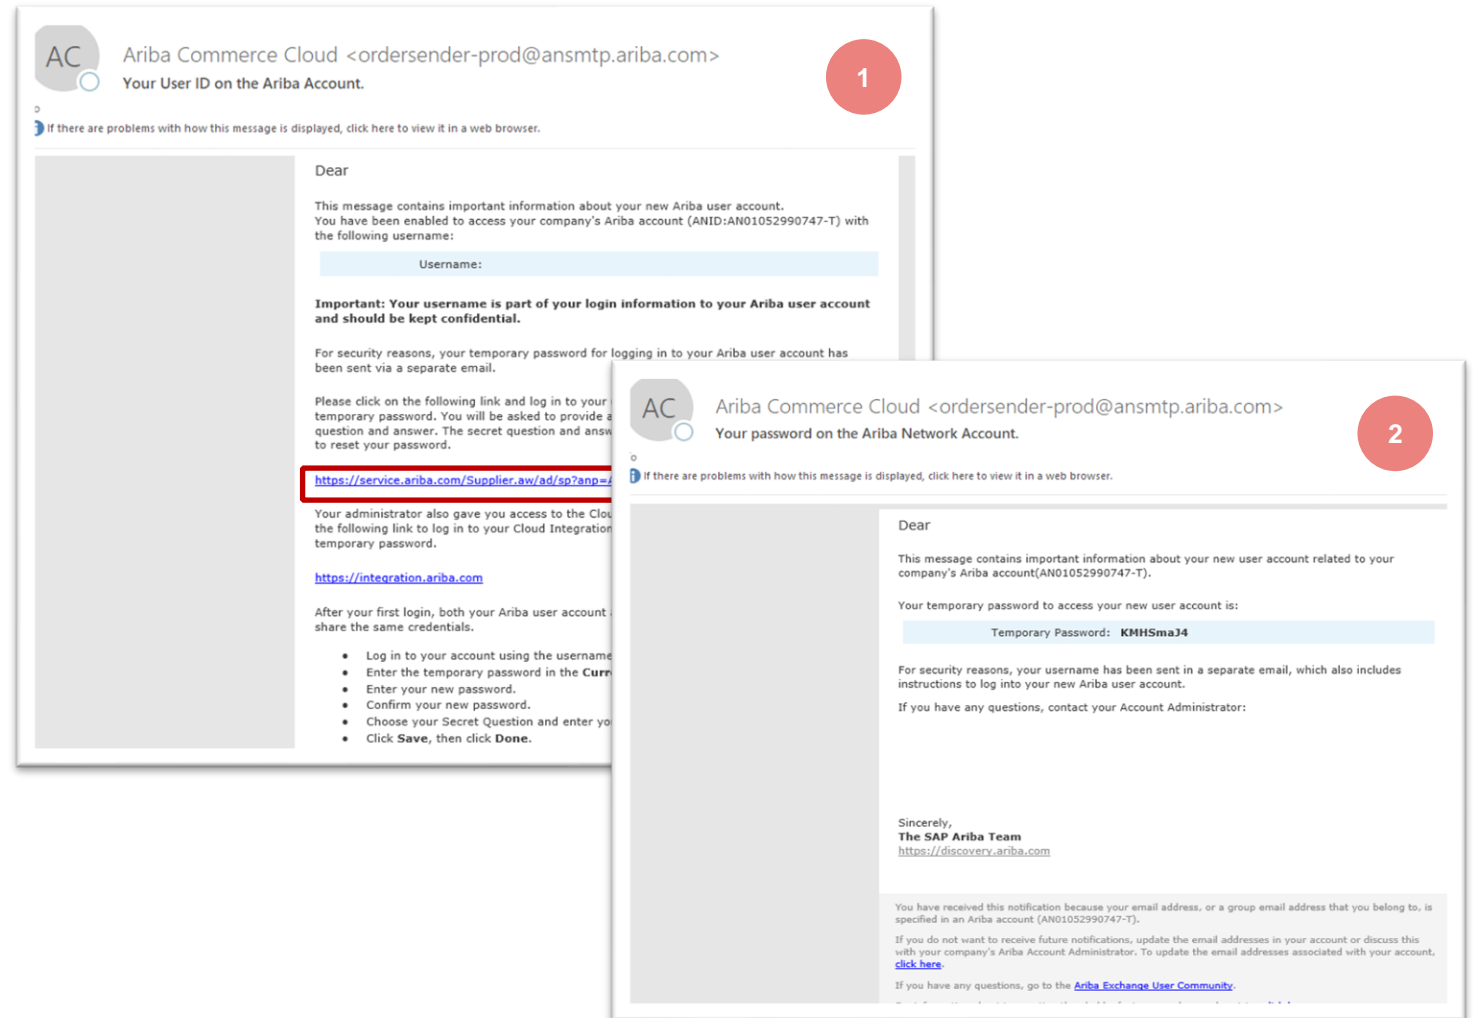 AC
Ariba Commerce Cloud <ordersender-prod@ansmtp.ariba.com>
Your User ID on the Ariba Account.
1
If there are problems with how this message is displayed, click here to view it in a web browser.
Dear
This message contains important information about your new Ariba user account.
You have been enabled to access your company's Ariba account (ANID:AN01052990747-T) with
the following username:
Username:
Important: Your username is part of your login information to your Ariba user account
and should be kept confidential.
For security reasons, your temporary password for logging in to your Ariba user account has
been sent via a separate email.
Please click on the following link and log in to your
temporary password. You will be asked to provide a
question and answer. The secret question and answ
to reset your password.
https://service.ariba.com/Supplier.aw/ad/sp?anp=A
Your administrator also gave you access to the Clou
the following link to log in to your Cloud Integration
temporary password.
https://integration.ariba.com
After your first login, both your Ariba user account
share the same credentials.
• Log in to your account using the username
• Enter the temporary password in the Curr
• Enter your new password.
• Confirm your new password.
• Choose your Secret Question and enter yo
• Click Save, then click Done.
AC
Ariba Commerce Cloud <ordersender-prod@ansmtp.ariba.com>
Your password on the Ariba Network Account.
2
If there are problems with how this message is displayed, click here to view it in a web browser.
Dear
This message contains important information about your new user account related to your
company's Ariba account(AN01052990747-T).
Your temporary password to access your new user account is:
Temporary Password: KMHSmaJ4
For security reasons, your username has been sent in a separate email, which also includes
instructions to log into your new Ariba user account.
If you have any questions, contact your Account Administrator:
Sincerely,
The SAP Ariba Team
https://discovery.ariba.com
You have received this notification because your email address, or a group email address that you belong to, is
specified in an Ariba account (AN01052990747-T).
If you do not want to receive future notifications, update the email addresses in your account or discuss this
with your company's Ariba Account Administrator. To update the email addresses associated with your account,
click here.
If you have any questions, go to the Ariba Exchange User Community.